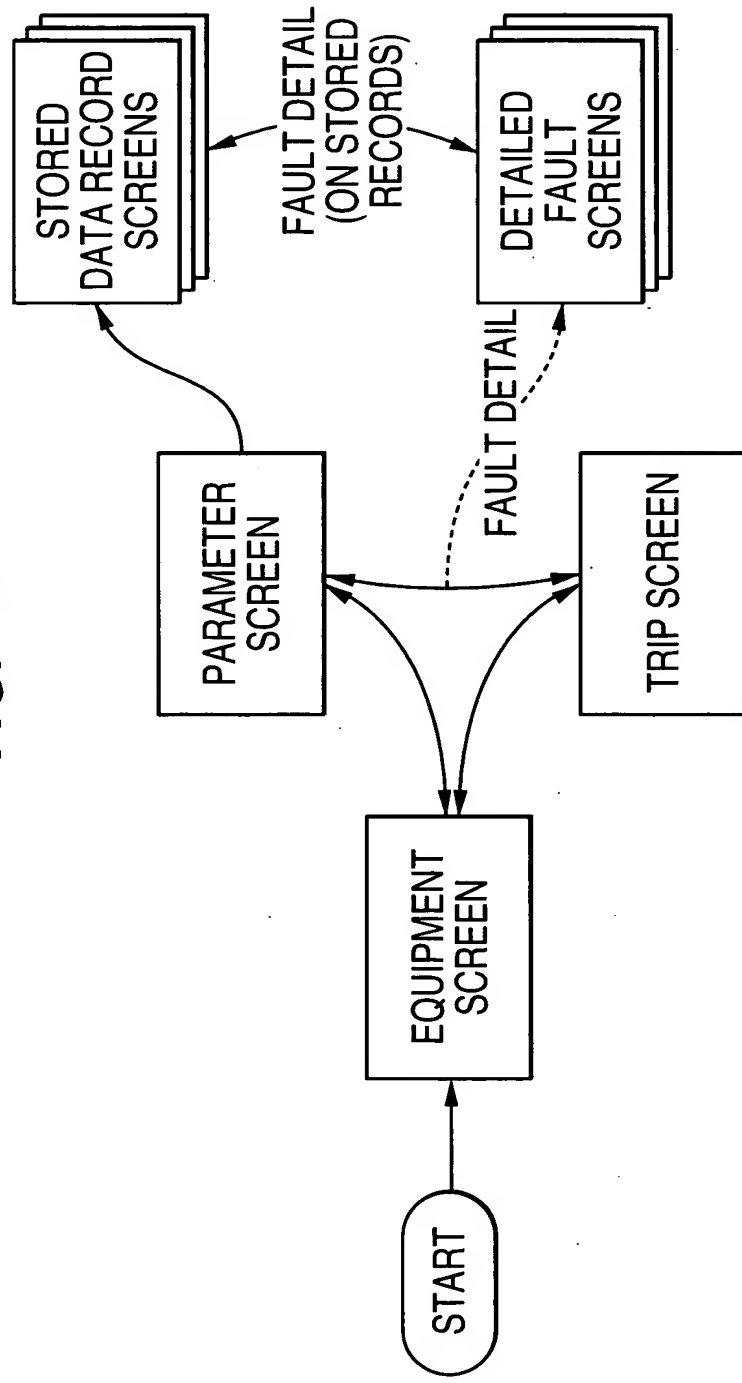 START
EQUIPMENT
SCREEN
PARAMETER
SCREEN
TRIP SCREEN
STORED
DATA RECORD
SCREENS
FAULT DETAIL
(ON STORED
RECORDS)
FAULT DETAIL
DETAILED
FAULT
SCREENS